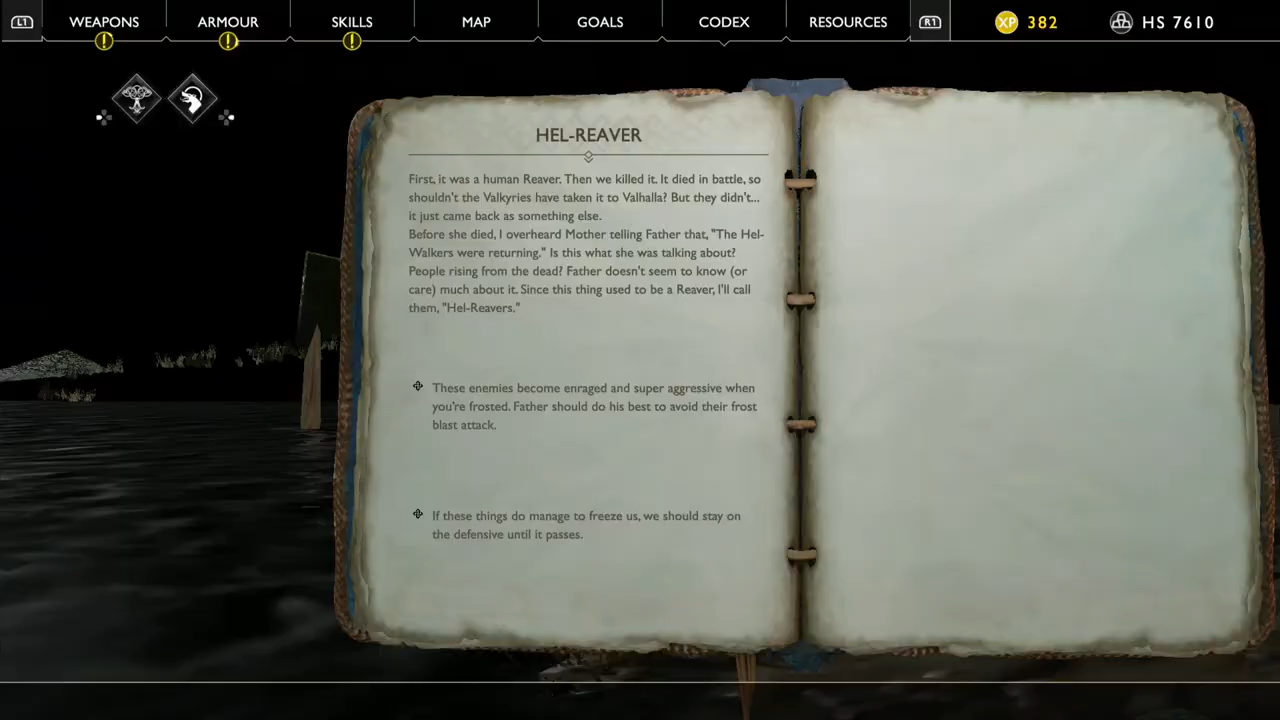 L1 WEAPONS ARMOUR SKILLS MAP GOALS CODEX RESOURCES R1 XP 382 HS 7610
HEL-REAVER
First, it was a human Reaver. Then we killed it. It died in battle, so
shouldn't the Valkyries have taken it to Valhalla? But they didn't...
it just came back as something else.
Before she died, I overheard Mother telling Father that, "The Hel-
Walkers were returning." Is this what she was talking about?
People rising from the dead? Father doesn't seem to know (or
care) much about it. Since this thing used to be a Reaver, I'll call
them, "Hel-Reavers."
These enemies become enraged and super aggressive when
you're frosted. Father should do his best to avoid their frost
blast attack.
If these things do manage to freeze us, we should stay on
the defensive until it passes.